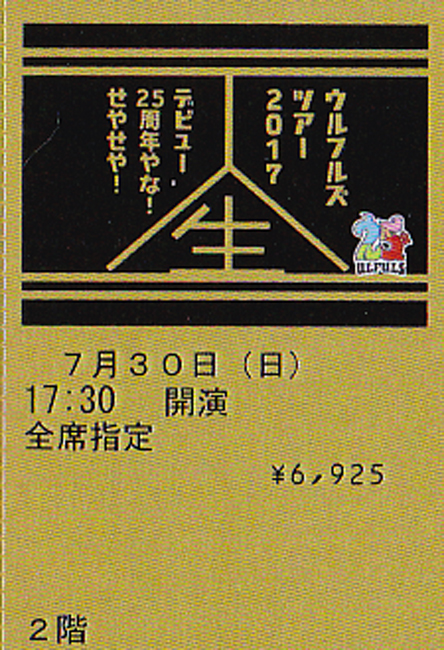 ウルフルズ
ツアー
2017
デビュー
25周年やな!
せやせや!
生
ULFULS
7月30日(日)
17:30 開演
全席指定
¥6,925
2階